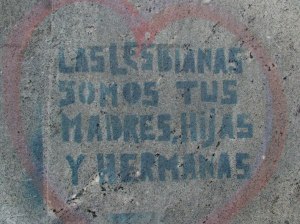 LAS LESBIANAS
SOMOS TUS
MADRES, HIJAS
Y HERMANAS